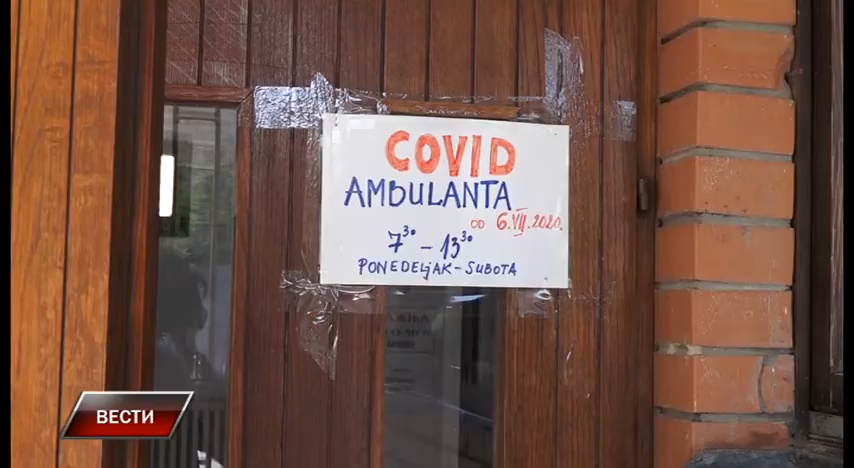 COVID
AMBULANTA
OD 6.VII.2020.
7³⁰ - 13³⁰
PONEDELjAK - SUBOTA
ВЕСТИ